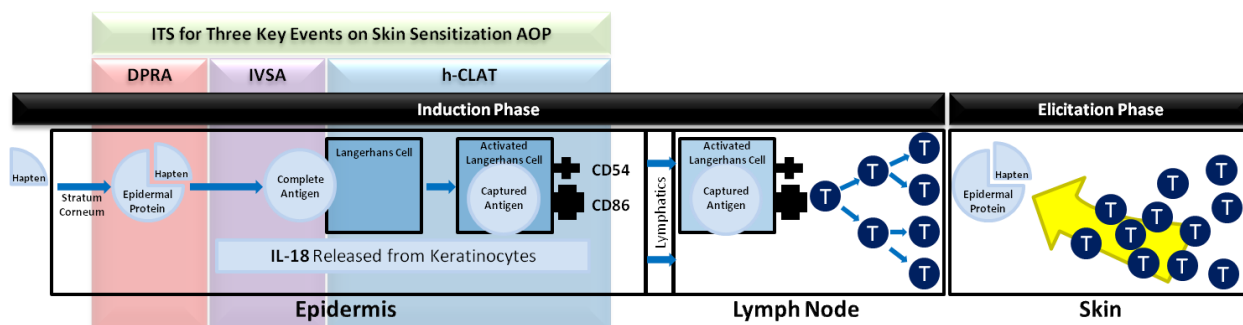 ITS for Three Key Events on Skin Sensitization AOP
DPRA
IVSA
h-CLAT
Induction Phase
Elicitation Phase
Hapten
Stratum
Corneum
Hapten
Epidermal
Protein
Complete
Antigen
Langerhans Cell
Activated
Langerhans Cell
Captured
Antigen
CD54
CD86
IL-18 Released from Keratinocytes
Lymphatics
Activated
Langerhans Cell
Captured
Antigen
T
T
T
T
T
T
T
Hapten
Epidermal
Protein
T
T
T
T
T
T
T
T
T
T
T
T
Epidermis
Lymph Node
Skin